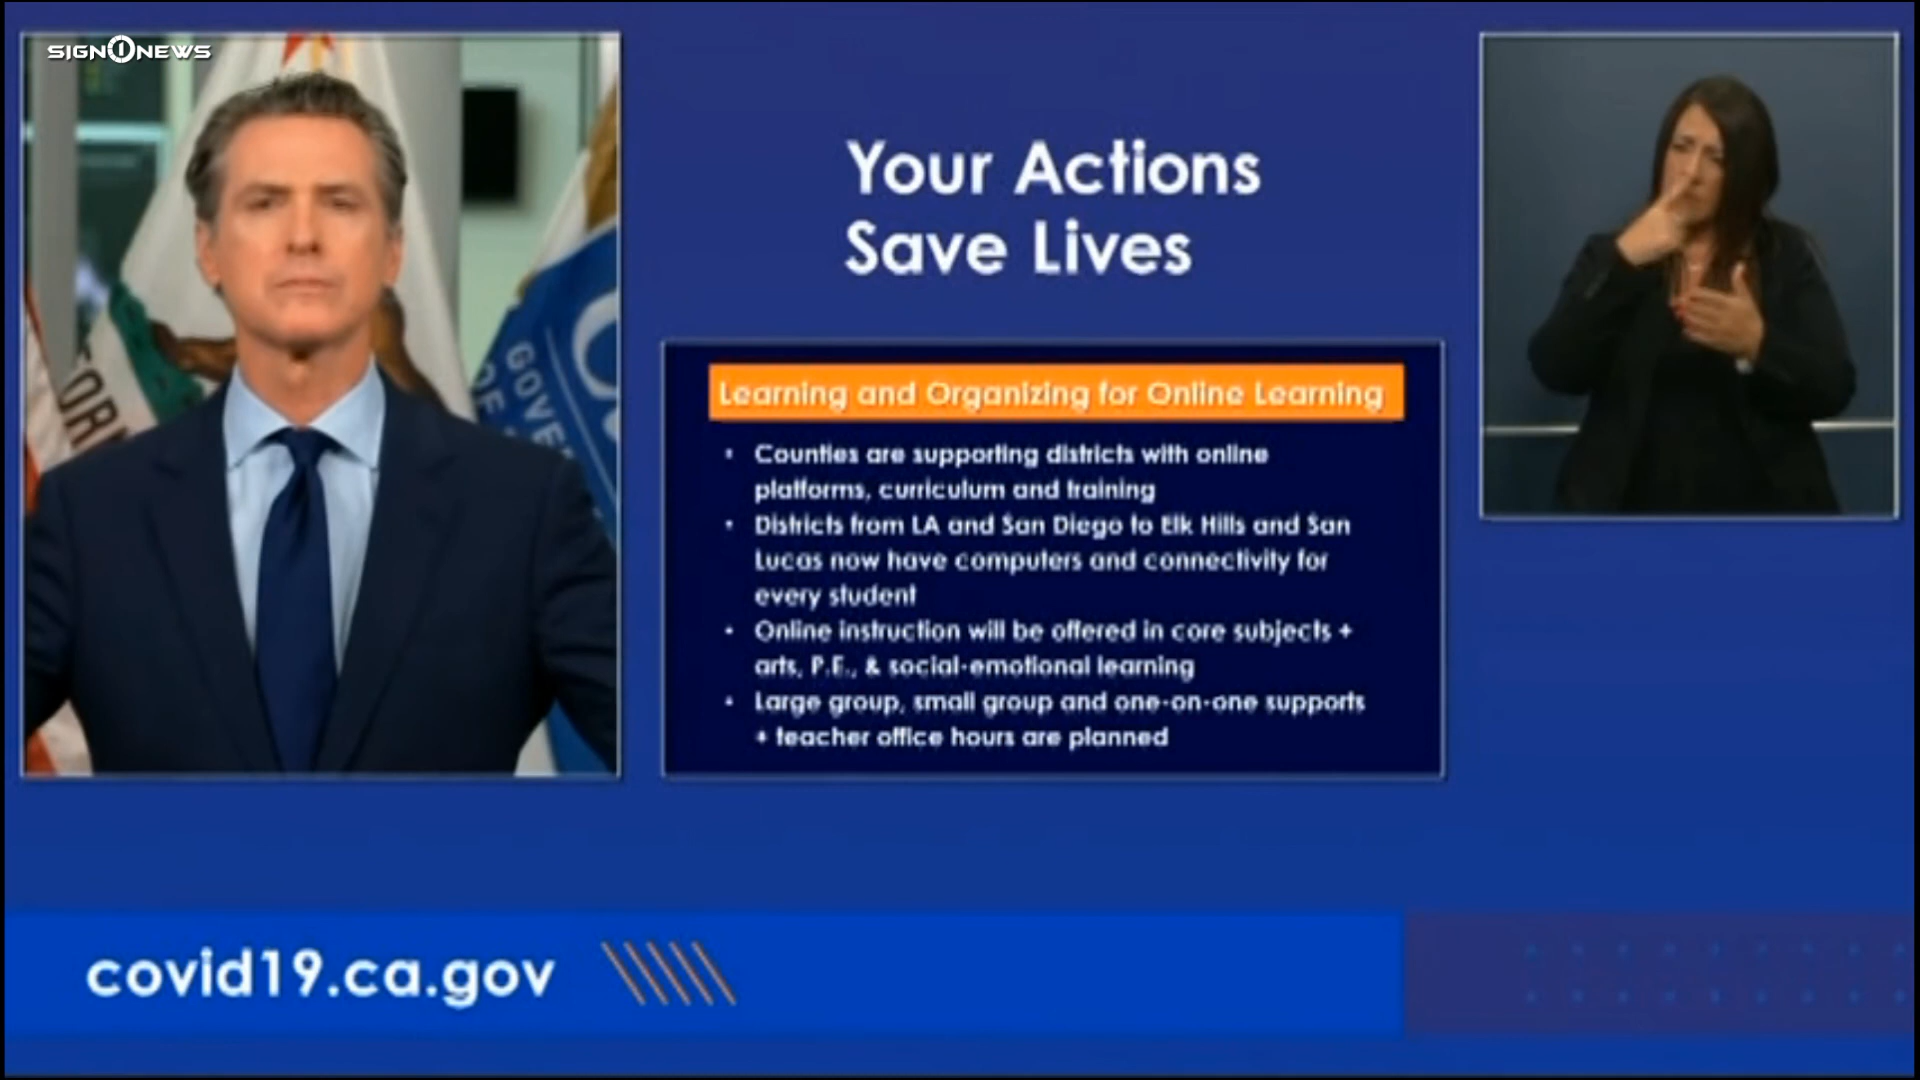 SIGN1NEWS
Your Actions
Save Lives
Learning and Organizing for Online Learning
• Counties are supporting districts with online
platforms, curriculum and training
• Districts from LA and San Diego to Elk Hills and San
Lucas now have computers and connectivity for
every student
• Online instruction will be offered in core subjects +
arts, P.E., & social-emotional learning
• Large group, small group and one-on-one supports
+ teacher office hours are planned
GOVE
OF
FORN
covid19.ca.gov